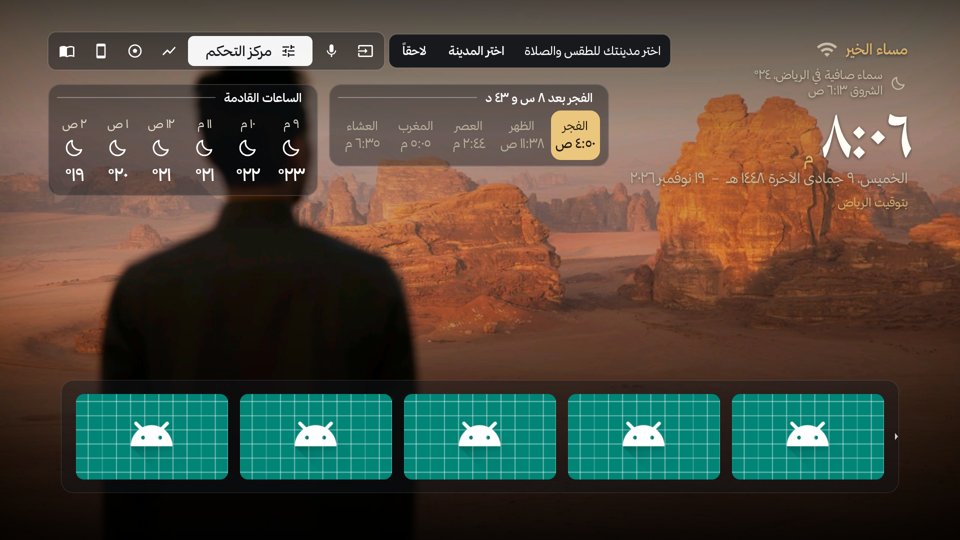 مساء الخير
سماء صافية في الرياض، ٢٤°
الشروق ٦:١٣ ص
٨:٠٦ م
الخميس، ٩ جمادى الآخرة ١٤٤٨ هـ – ١٩ نوفمبر ٢٠٢٦
بتوقيت الرياض
اختر مدينتك للطقس والصلاة اختر المدينة لاحقاً
مركز التحكم
الفجر بعد ٨ س و ٤٣ د
الفجر الظهر العصر المغرب العشاء
٤:٥٠ ص ١١:٣٨ ص ٢:٤٤ م ٥:٠٥ م ٦:٣٥ م
الساعات القادمة
٩ م ١٠ م ١١ م ١٢ ص ١ ص ٢ ص
٢٣° ٢٢° ٢١° ٢١° ٢٠° ١٩°